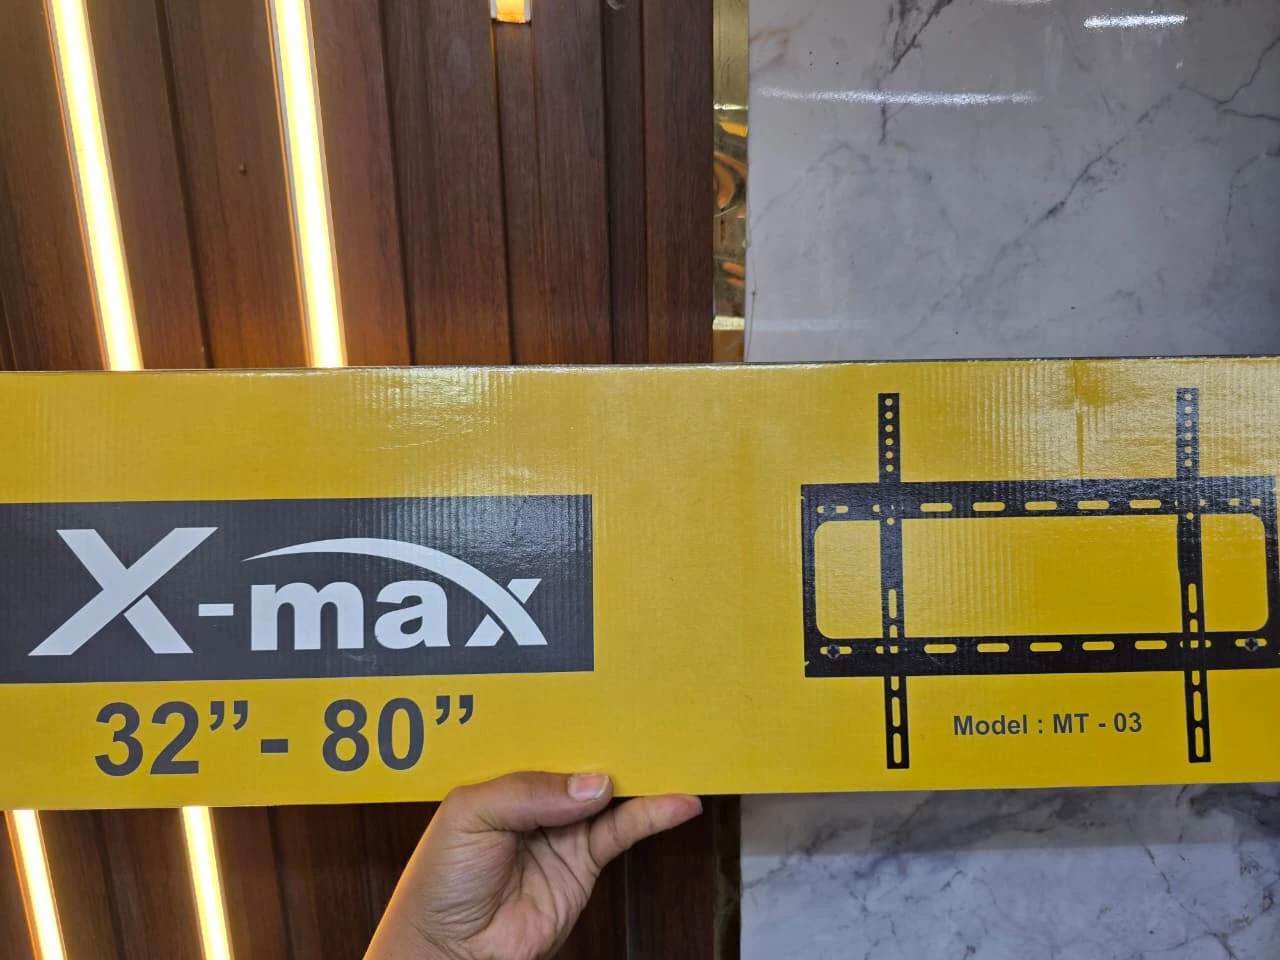 X-max
32”- 80”
Model : MT - 03